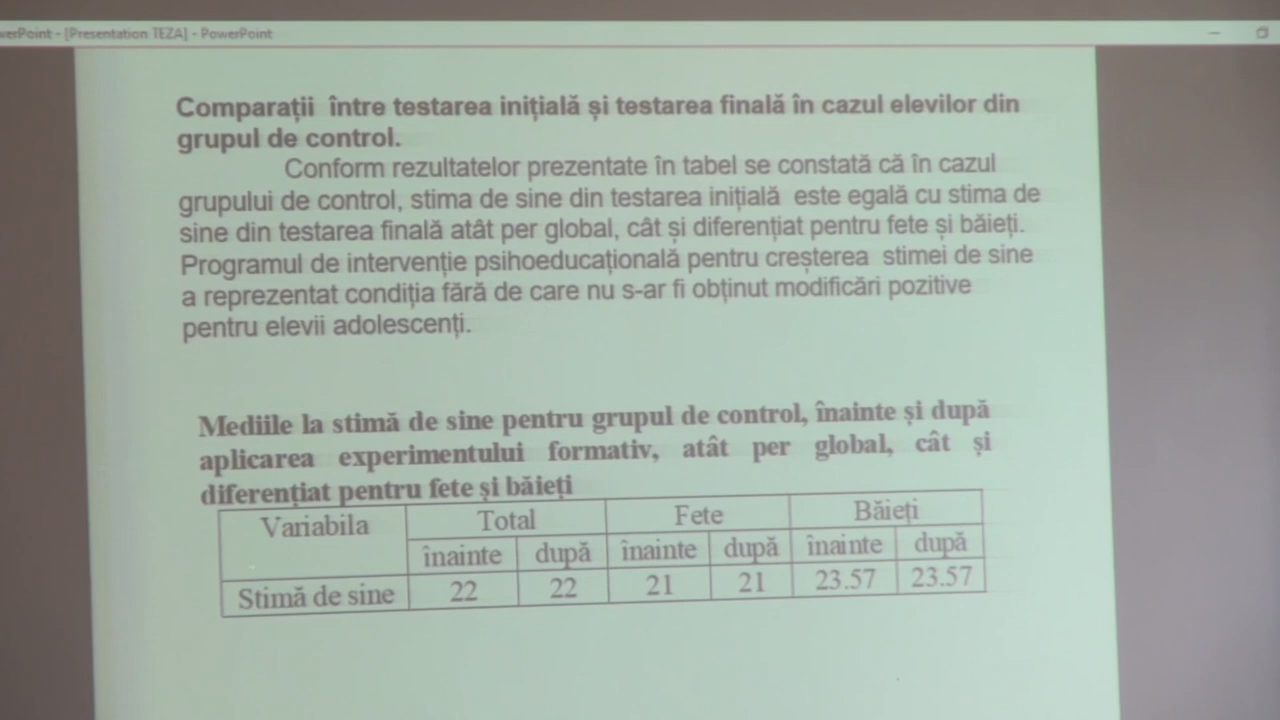 werPoint - [Presentation TEZA] - PowerPoint
Comparații între testarea inițială și testarea finală în cazul elevilor din
grupul de control.
Conform rezultatelor prezentate în tabel se constată că în cazul
grupului de control, stima de sine din testarea inițială este egală cu stima de
sine din testarea finală atât per global, cât și diferențiat pentru fete și băieți.
Programul de intervenție psihoeducațională pentru creșterea stimei de sine
a reprezentat condiția fără de care nu s-ar fi obținut modificări pozitive
pentru elevii adolescenți.
Mediile la stimă de sine pentru grupul de control, înainte și după
aplicarea experimentului formativ, atât per global, cât și
diferențiat pentru fete și băieți
Variabila Total Fete Băieți
înainte după înainte după înainte după
Stimă de sine 22 22 21 21 23.57 23.57